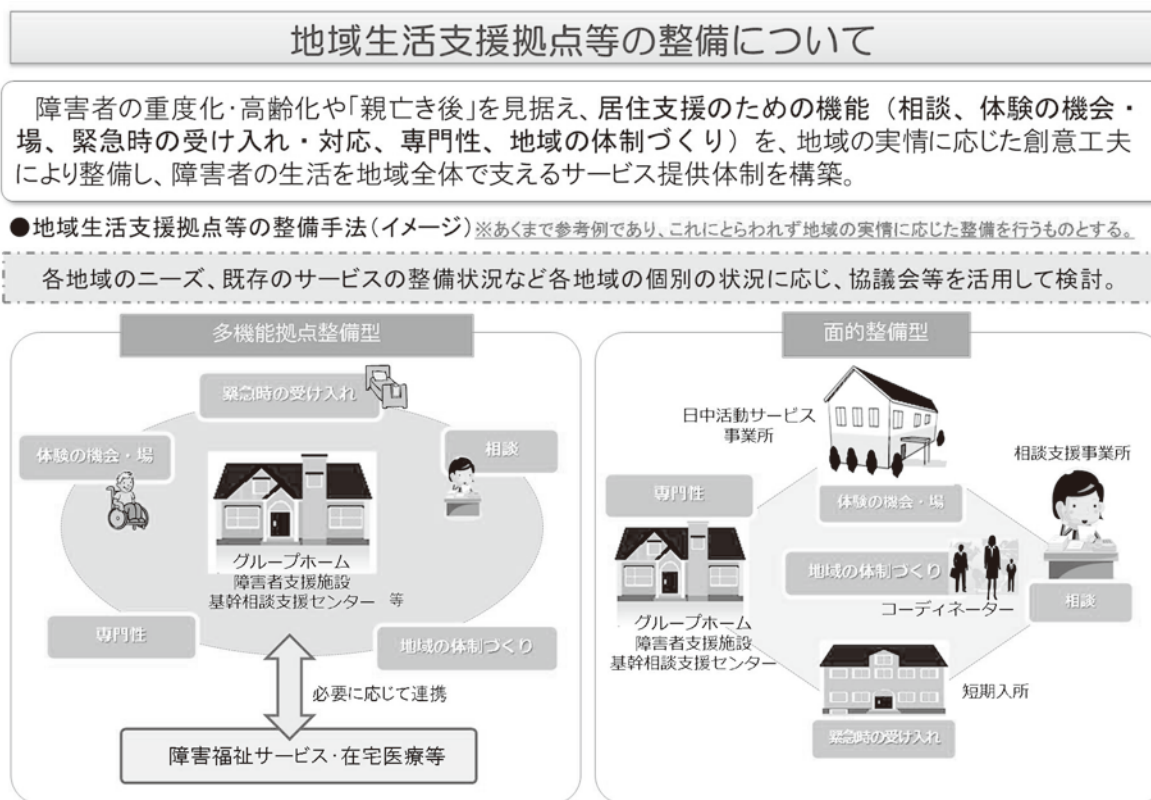 地域生活支援拠点等の整備について
障害者の重度化・高齢化や「親亡き後」を見据え、居住支援のための機能（相談、体験の機会・
場、緊急時の受け入れ・対応、専門性、地域の体制づくり）を、地域の実情に応じた創意工夫
により整備し、障害者の生活を地域全体で支えるサービス提供体制を構築。
●地域生活支援拠点等の整備手法（イメージ）※あくまで参考例であり、これにとらわれず地域の実情に応じた整備を行うものとする。
各地域のニーズ、既存のサービスの整備状況など各地域の個別の状況に応じ、協議会等を活用して検討。
多機能拠点整備型
緊急時の受け入れ
体験の機会・場
相談
グループホーム
障害者支援施設
基幹相談支援センター 等
専門性
地域の体制づくり
必要に応じて連携
障害福祉サービス・在宅医療等
面的整備型
日中活動サービス
事業所
相談支援事業所
専門性
体験の機会・場
地域の体制づくり
コーディネーター
相談
グループホーム
障害者支援施設
基幹相談支援センター
短期入所
緊急時の受け入れ